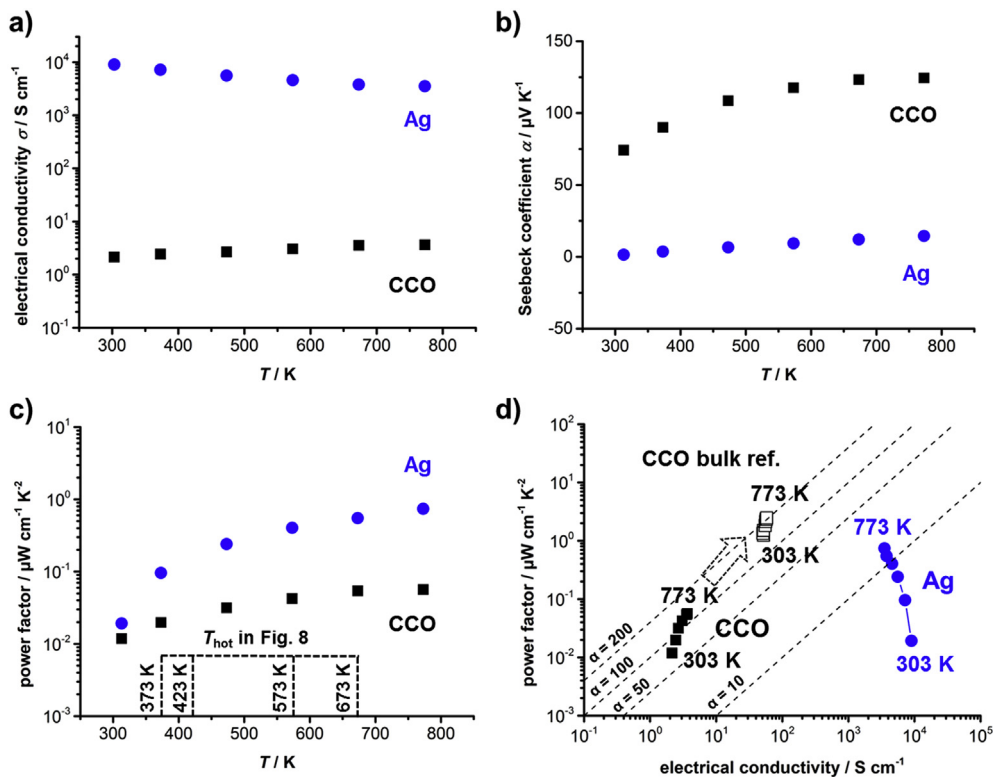 a)
electrical conductivity σ / S cm⁻¹
10⁴
10³
10²
10¹
10⁰
10⁻¹
Ag
CCO
300 400 500 600 700 800
T / K
b)
Seebeck coefficient α / µV K⁻¹
150
100
50
0
-50
CCO
Ag
300 400 500 600 700 800
T / K
c)
power factor / µW cm⁻¹ K⁻²
10¹
10⁰
10⁻¹
10⁻²
10⁻³
Ag
CCO
T_hot in Fig. 8
373 K
423 K
573 K
673 K
300 400 500 600 700 800
T / K
d)
power factor / µW cm⁻¹ K⁻²
10²
10¹
10⁰
10⁻¹
10⁻²
10⁻³
CCO bulk ref.
773 K
303 K
773 K
CCO
303 K
773 K
Ag
303 K
α = 200
α = 100
α = 50
α = 10
10⁻¹ 10⁰ 10¹ 10² 10³ 10⁴ 10⁵
electrical conductivity / S cm⁻¹